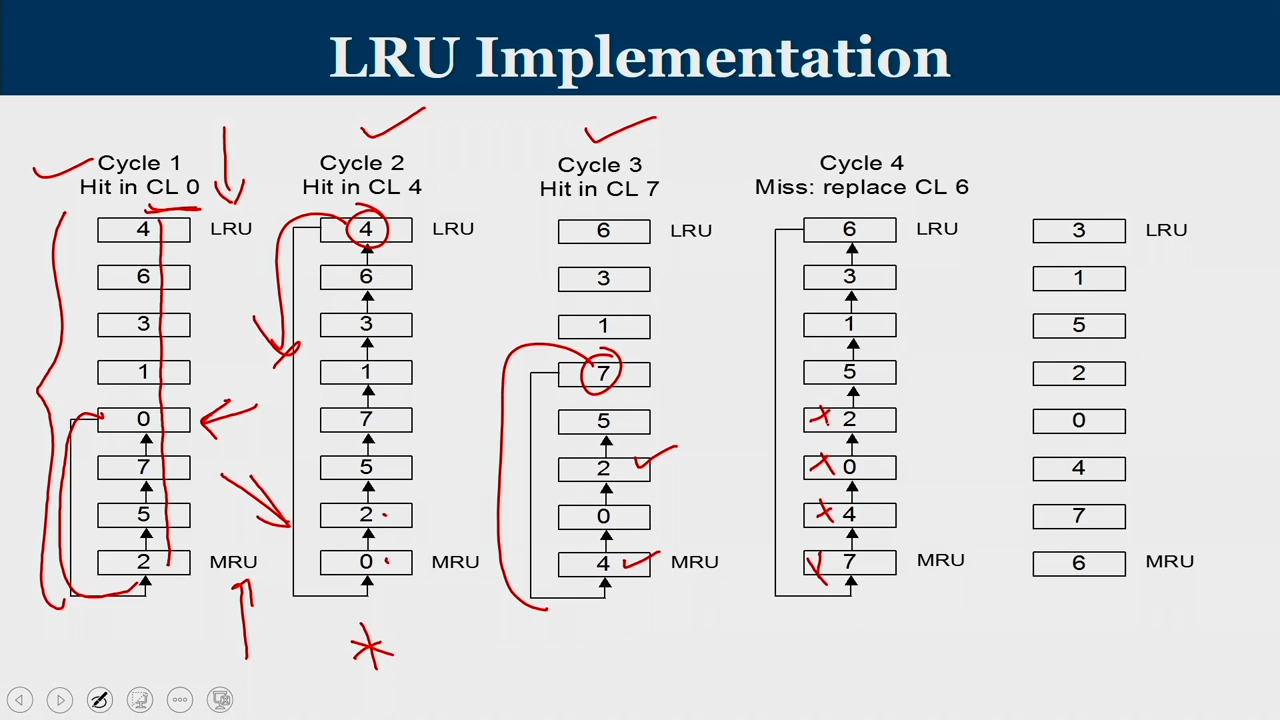 LRU Implementation
Cycle 1
Hit in CL 0
4 LRU
6
3
1
0
7
5
2 MRU
Cycle 2
Hit in CL 4
4 LRU
6
3
1
7
5
2
0 MRU
Cycle 3
Hit in CL 7
6 LRU
3
1
7
5
2
0
4 MRU
Cycle 4
Miss: replace CL 6
6 LRU
3
1
5
2
0
4
7 MRU
3 LRU
1
5
2
0
4
7
6 MRU